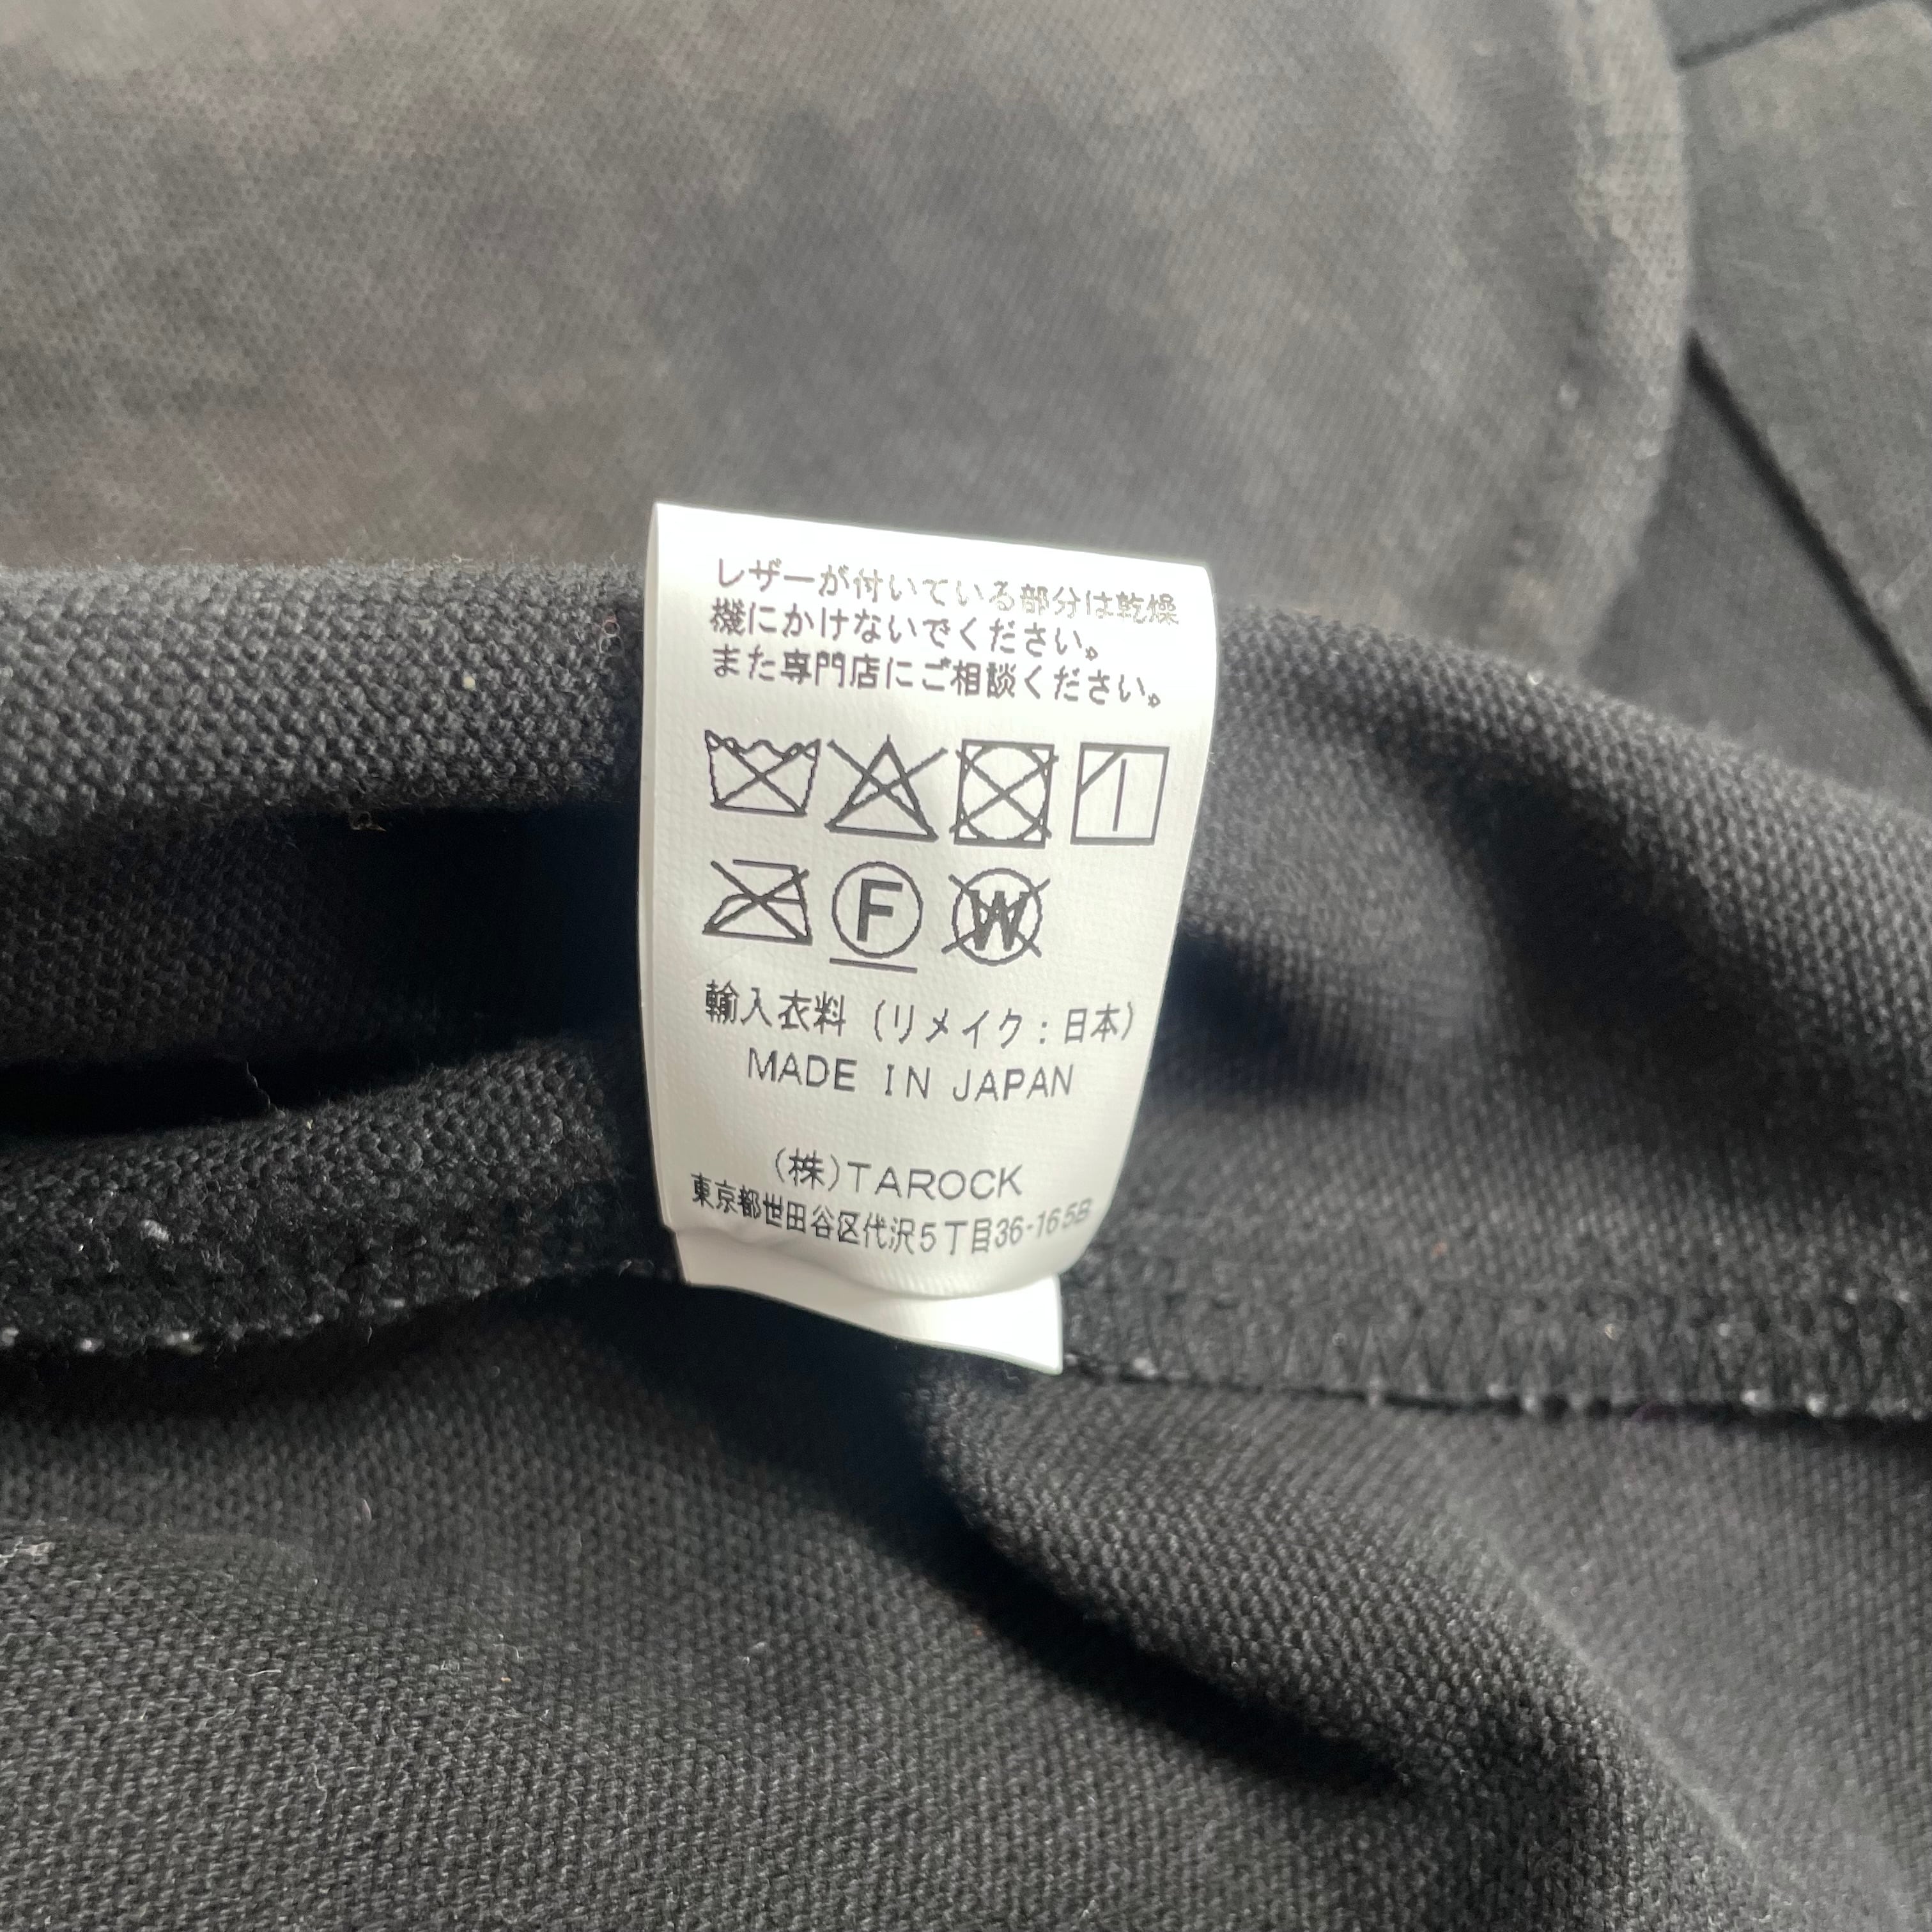 レザーが付いている部分は乾燥
機にかけないでください。
また専門店にご相談ください。
F W
輸入衣料 (リメイク：日本)
MADE IN JAPAN
(株)TAROCK
東京都世田谷区代沢5丁目36-165B